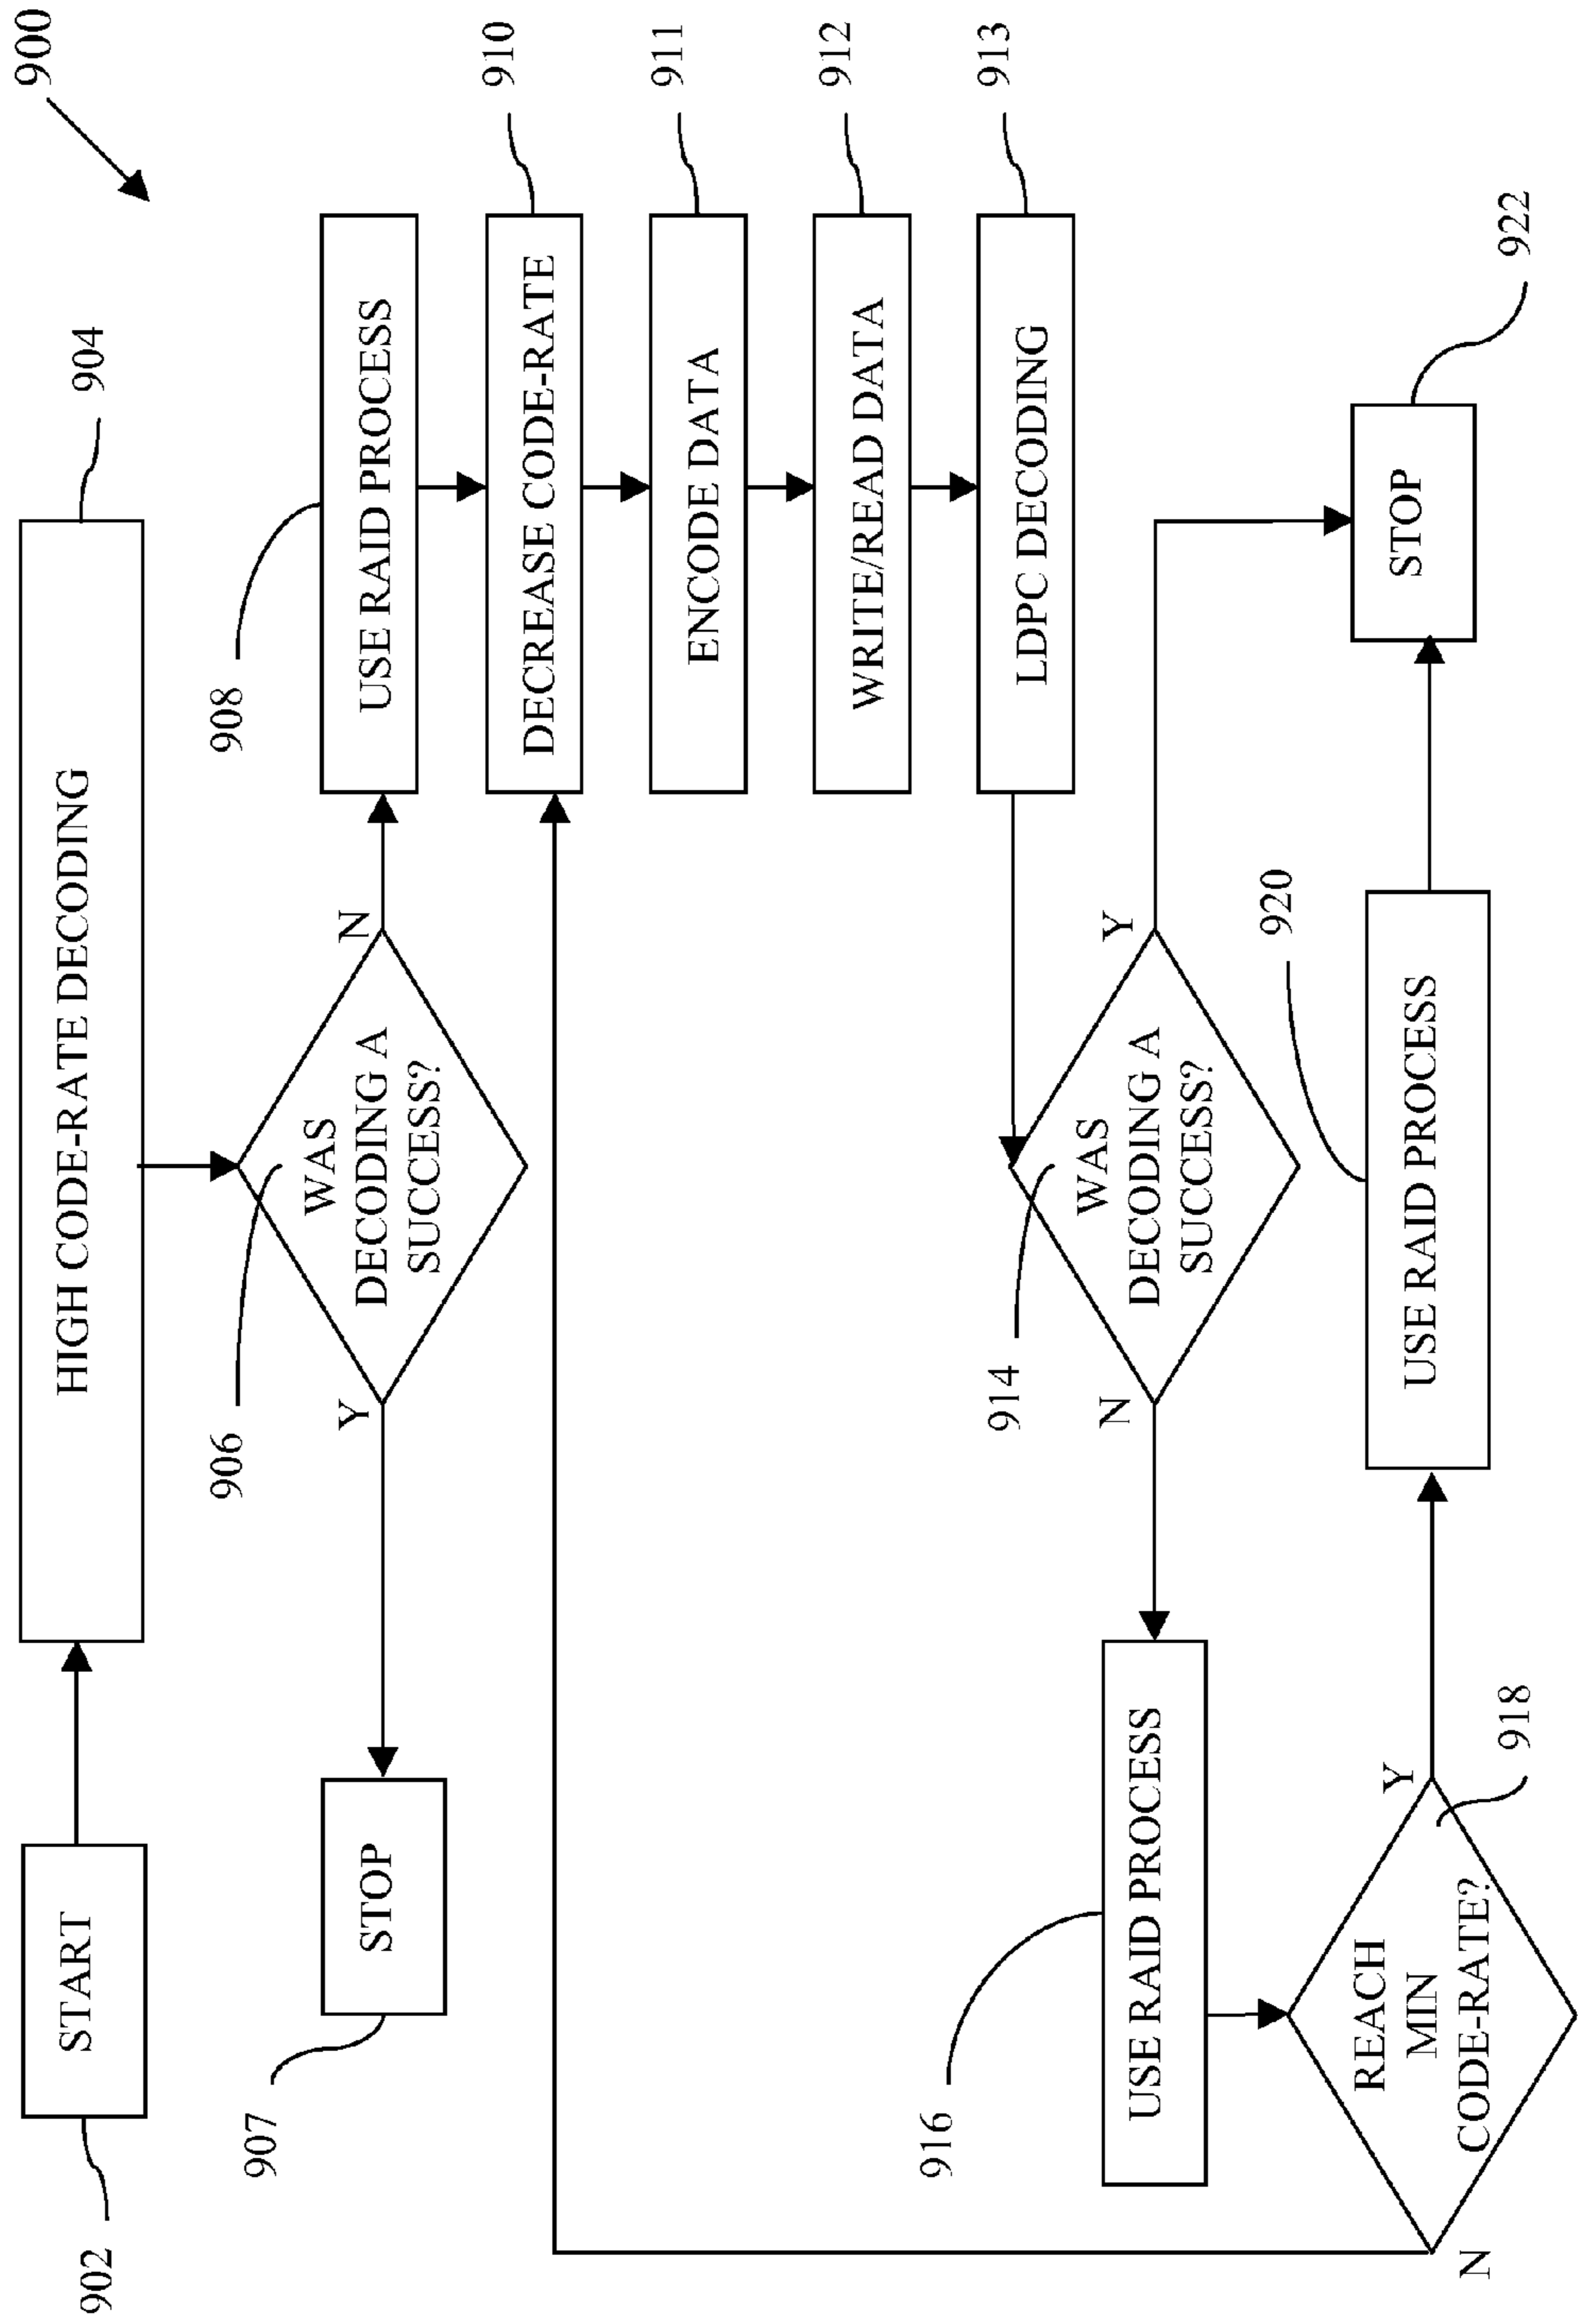 900
902
START
904
HIGH CODE-RATE DECODING
906
WAS
DECODING A
SUCCESS?
Y
N
907
STOP
908
USE RAID PROCESS
910
DECREASE CODE-RATE
911
ENCODE DATA
912
WRITE/READ DATA
913
LDPC DECODING
914
WAS
DECODING A
SUCCESS?
N
Y
916
USE RAID PROCESS
918
REACH
MIN
CODE-RATE?
N
Y
920
USE RAID PROCESS
922
STOP